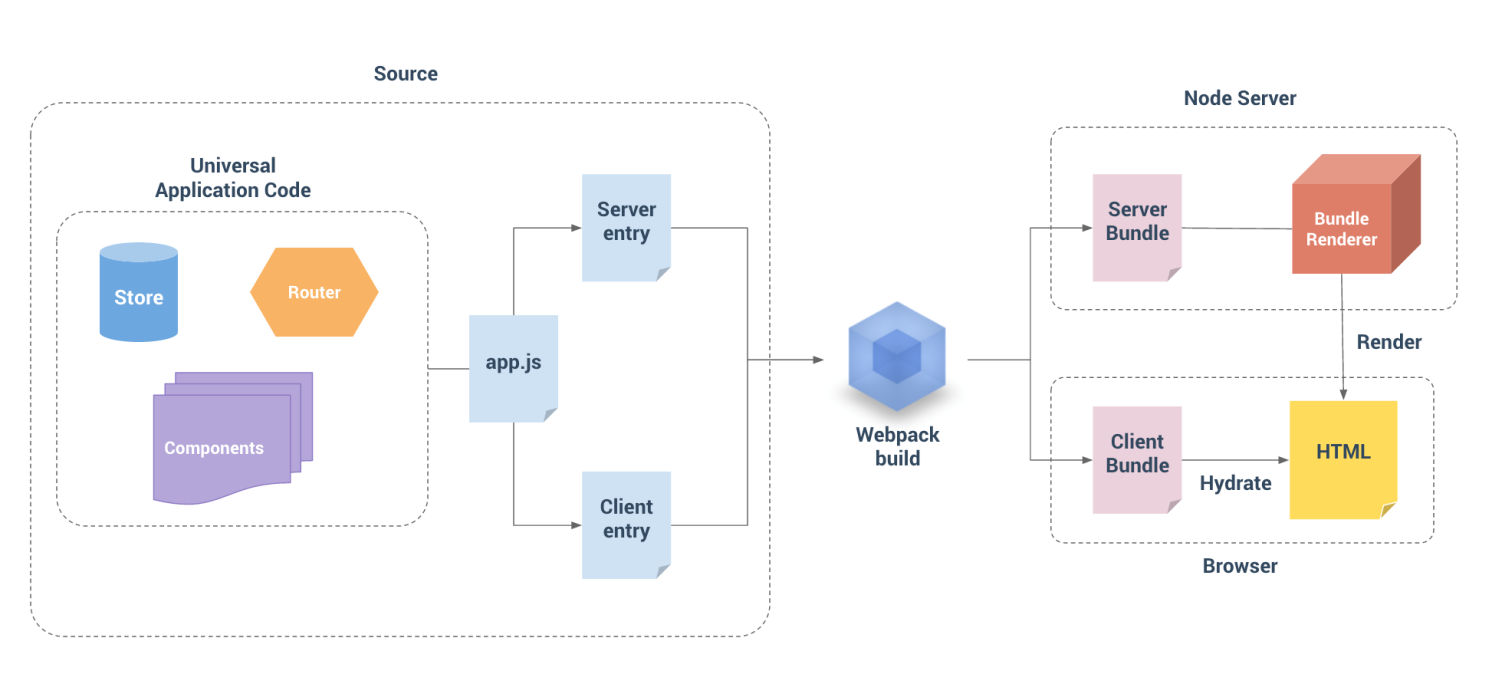 Source
Universal
Application Code
Store
Router
Components
app.js
Server
entry
Client
entry
Webpack
build
Node Server
Server
Bundle
Bundle
Renderer
Render
Client
Bundle
Hydrate
HTML
Browser